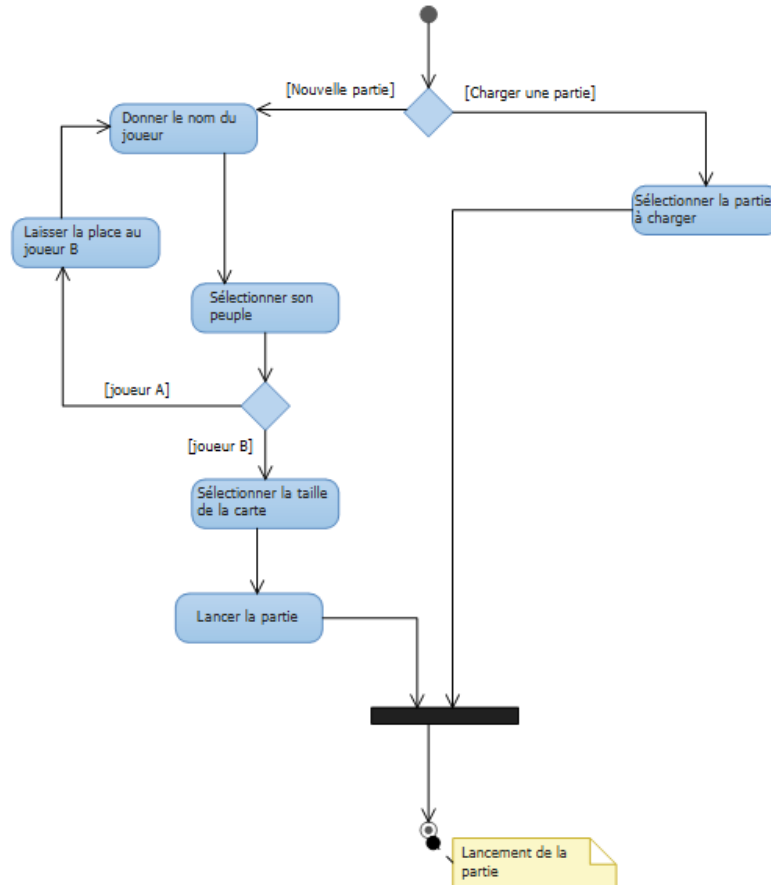 [Nouvelle partie]
[Charger une partie]
Donner le nom du
joueur
Sélectionner la partie
à charger
Laisser la place au
joueur B
Sélectionner son
peuple
[joueur A]
[joueur B]
Sélectionner la taille
de la carte
Lancer la partie
Lancement de la
partie